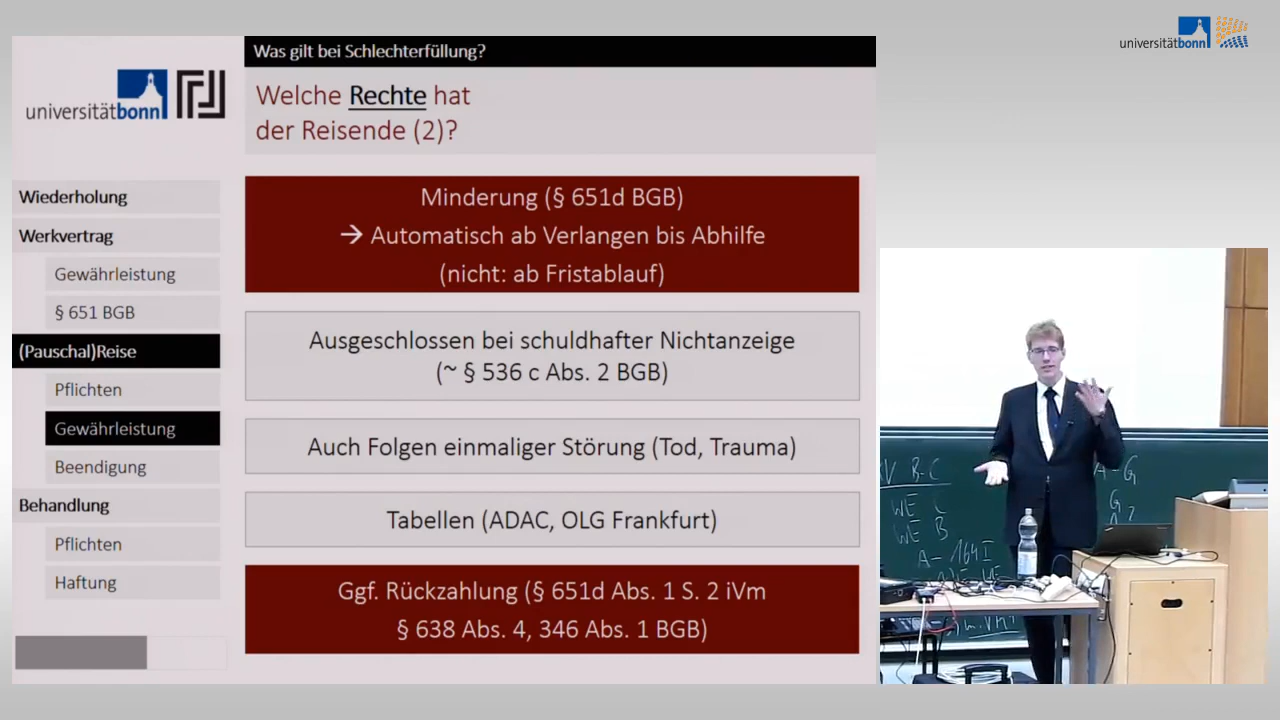 universitätbonn
Was gilt bei Schlechterfüllung?
universitätbonn
Welche Rechte hat
der Reisende (2)?
Wiederholung
Werkvertrag
Gewährleistung
§ 651 BGB
(Pauschal)Reise
Pflichten
Gewährleistung
Beendigung
Behandlung
Pflichten
Haftung
Minderung (§ 651d BGB)
→ Automatisch ab Verlangen bis Abhilfe
(nicht: ab Fristablauf)
Ausgeschlossen bei schuldhafter Nichtanzeige
(~ § 536 c Abs. 2 BGB)
Auch Folgen einmaliger Störung (Tod, Trauma)
Tabellen (ADAC, OLG Frankfurt)
Ggf. Rückzahlung (§ 651d Abs. 1 S. 2 iVm
§ 638 Abs. 4, 346 Abs. 1 BGB)
B-C
WE C
WE B
A- 164 I
A-G
G